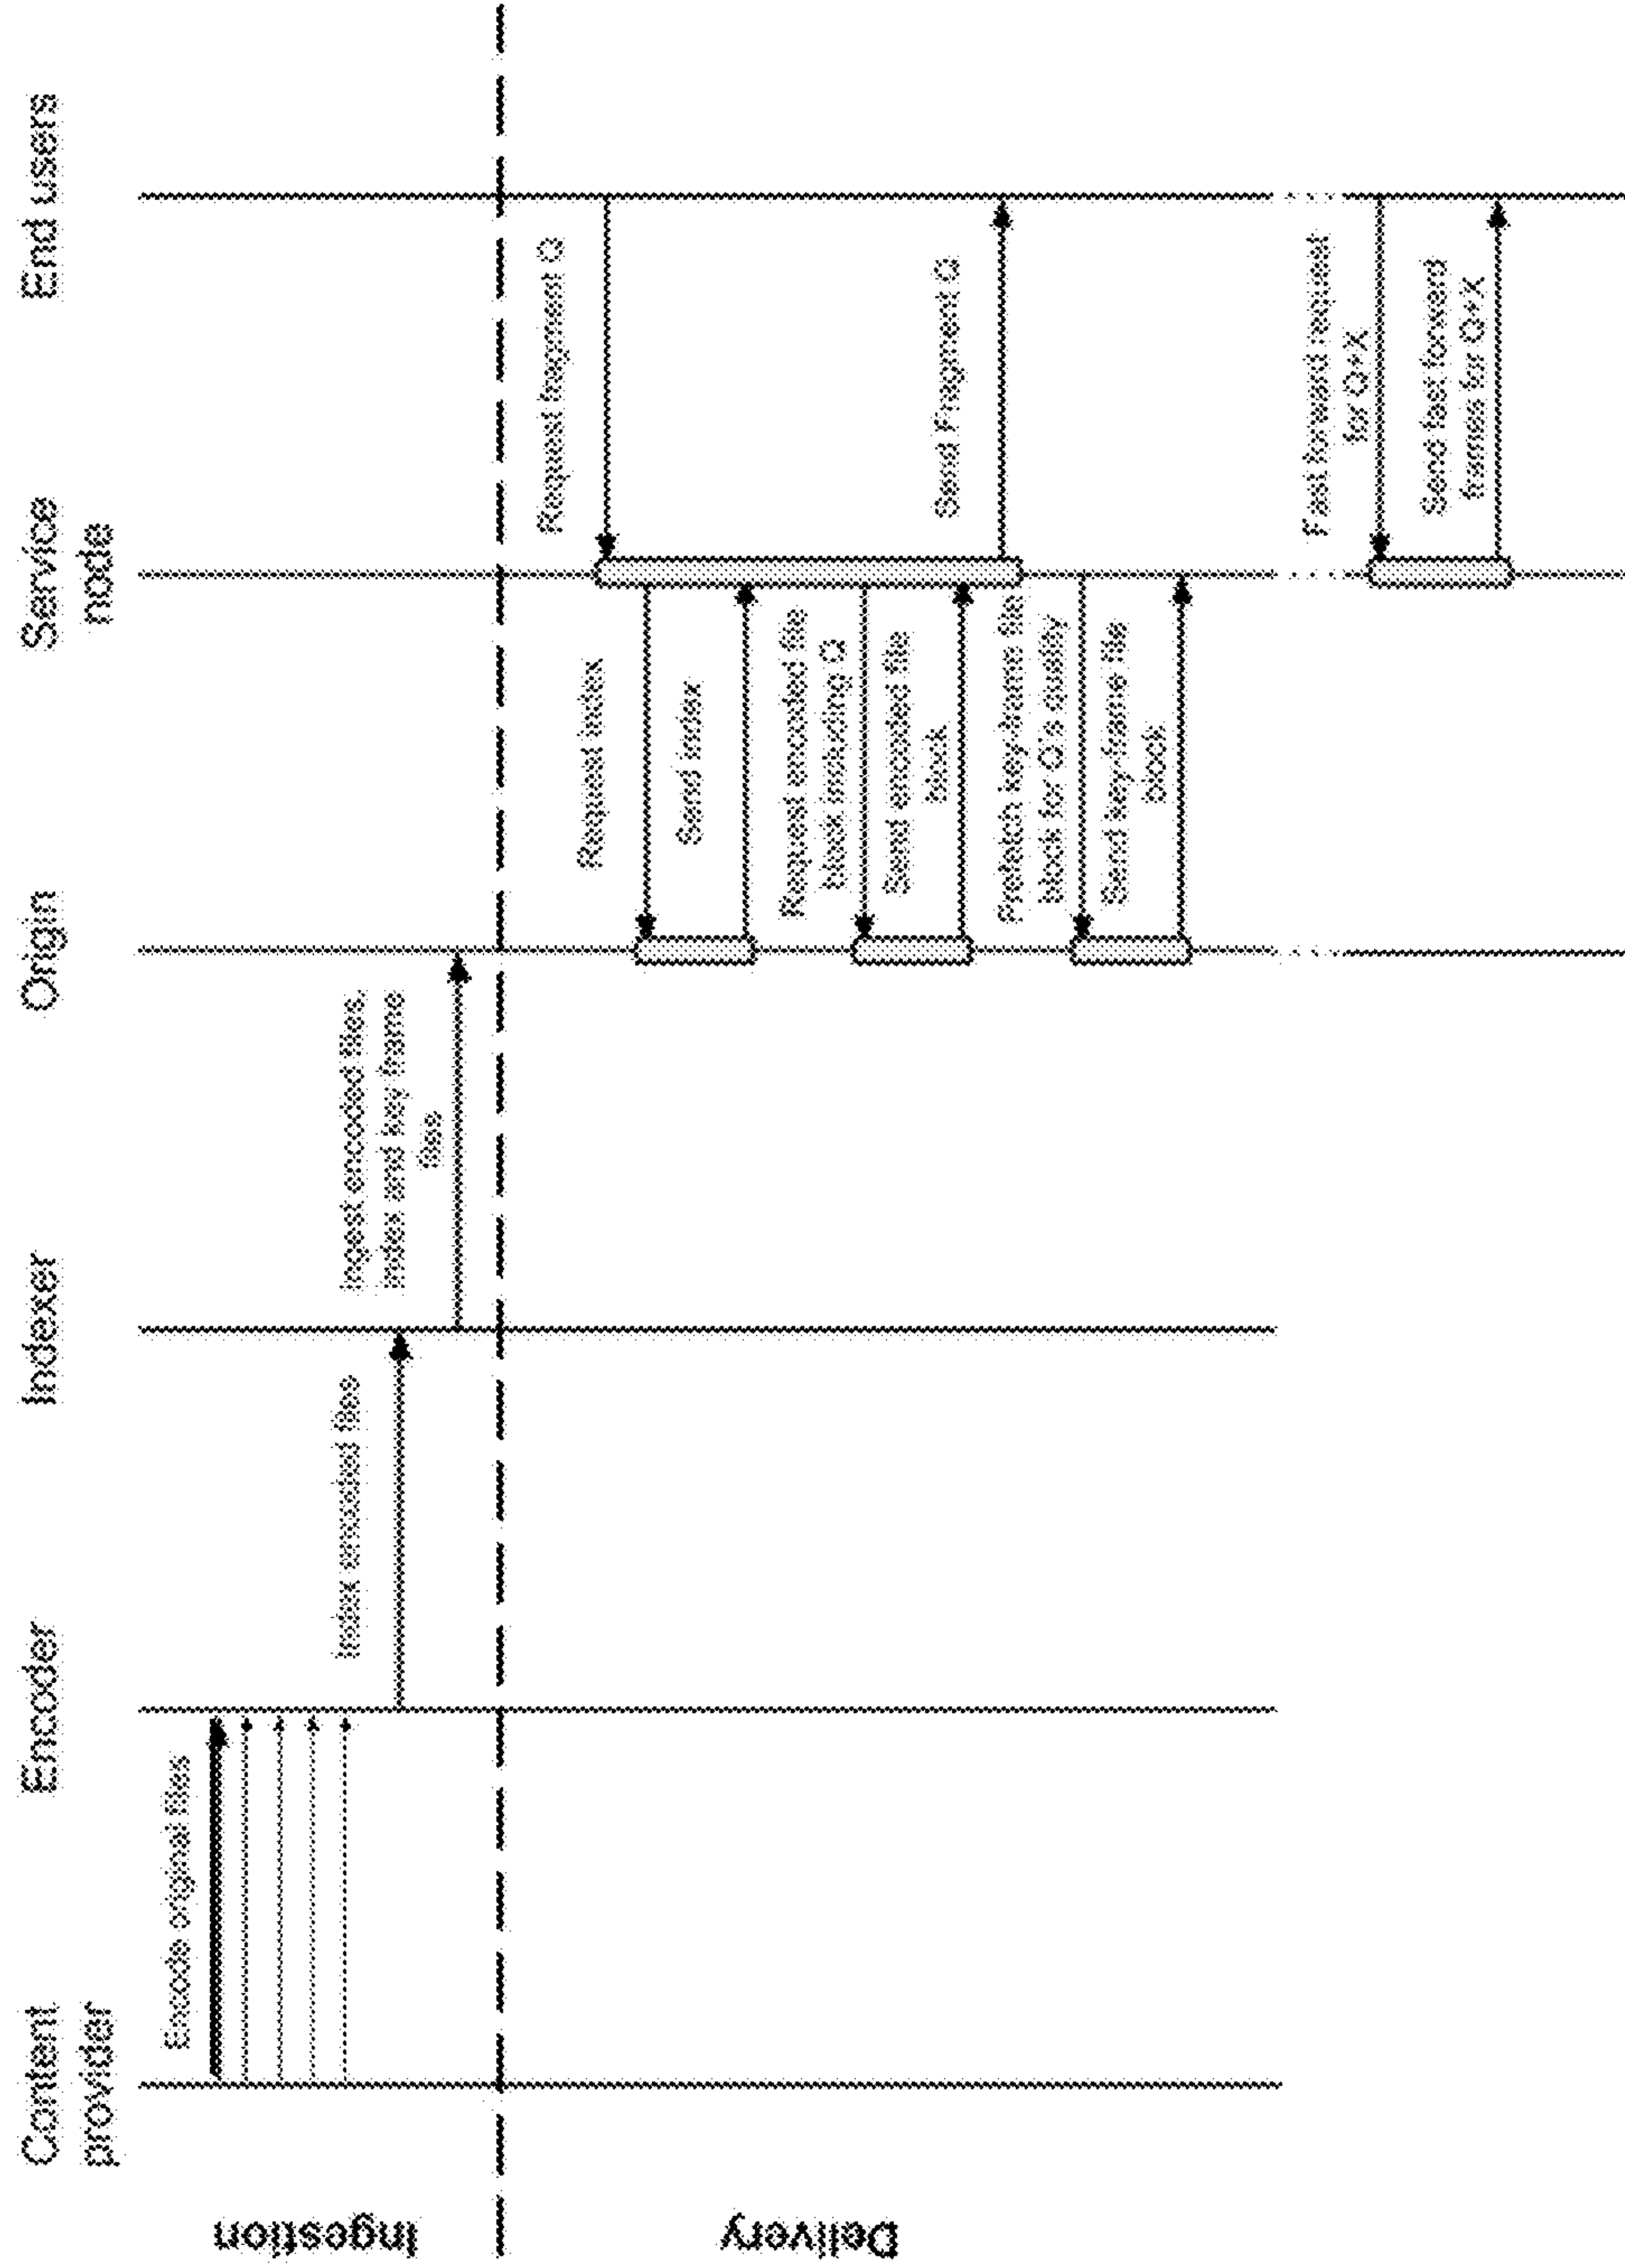 Content
provider
Encoder
Indexer
Origin
Service
node
End users
Ingestion
Encode original files
Index encoded files
Ingest encoded files,
index and key frame
files
Delivery
Request fragment Q
Request index
Send index
Request encoded file
block including Q
Send encoded file
block
Send Fragment Q
Prefetch key-frame file
block for Q's quality
Send key-frame file
block
Fast forward request
for Q+X
Send fast forward
frames for Q+X